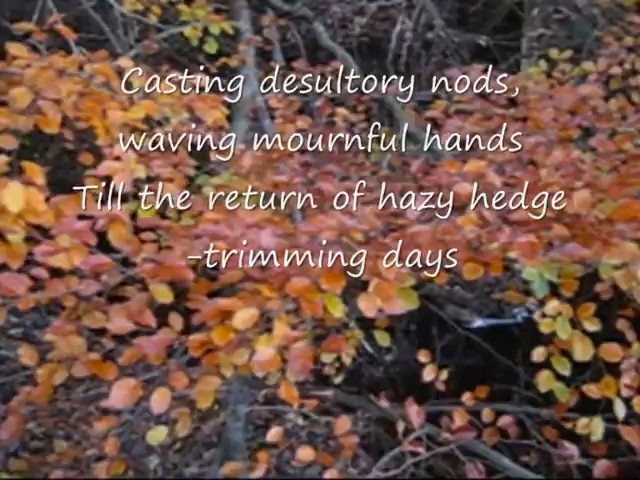 Casting desultory nods,
waving mournful hands
Till the return of hazy hedge
-trimming days